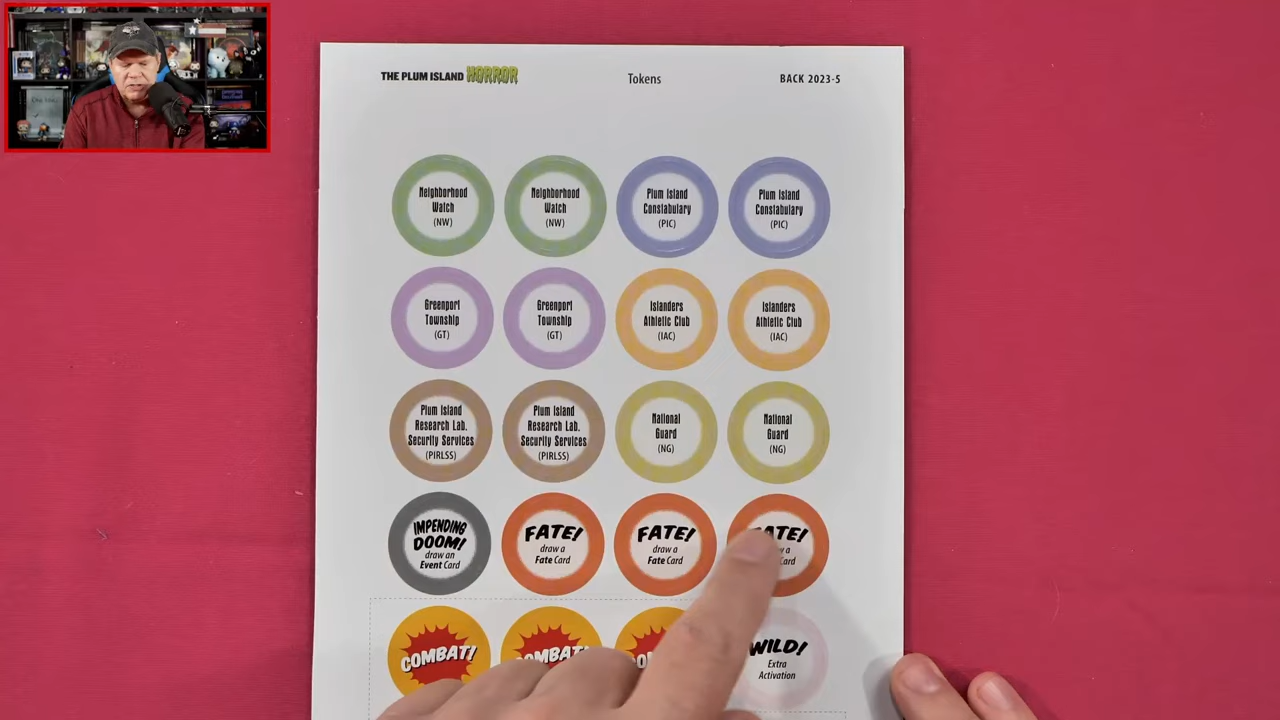 THE PLUM ISLAND HORROR
Tokens
BACK 2023-5
Neighborhood
Watch
(NW)
Neighborhood
Watch
(NW)
Plum Island
Constabulary
(PIC)
Plum Island
Constabulary
(PIC)
Greenport
Township
(GT)
Greenport
Township
(GT)
Islanders
Athletic Club
(IAC)
Islanders
Athletic Club
(IAC)
Plum Island
Research Lab.
Security Services
(PIRLSS)
Plum Island
Research Lab.
Security Services
(PIRLSS)
National
Guard
(NG)
National
Guard
(NG)
IMPENDING
DOOM!
draw an
Event Card
FATE!
draw a
Fate Card
FATE!
draw a
Fate Card
FATE!
a
Card
COMBAT!
COMBAT!
WILD!
Extra
Activation